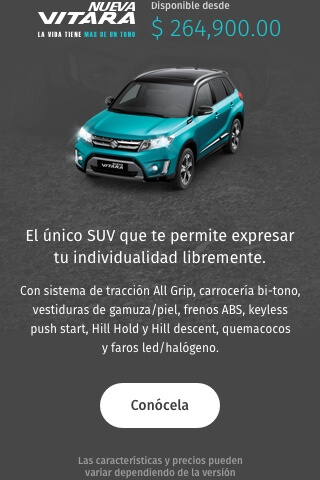 NUEVA
VITARA
LA VIDA TIENE MAS DE UN TONO
Disponible desde
$ 264,900.00
El único SUV que te permite expresar
tu individualidad libremente.
Con sistema de tracción All Grip, carrocería bi-tono,
vestiduras de gamuza/piel, frenos ABS, keyless
push start, Hill Hold y Hill descent, quemacocos
y faros led/halógeno.
Conócela
Las características y precios pueden
variar dependiendo de la versión